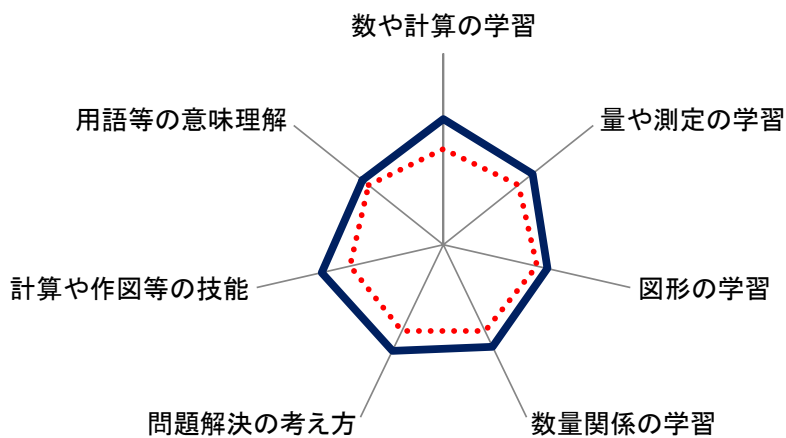 数や計算の学習
用語等の意味理解
量や測定の学習
計算や作図等の技能
図形の学習
問題解決の考え方
数量関係の学習